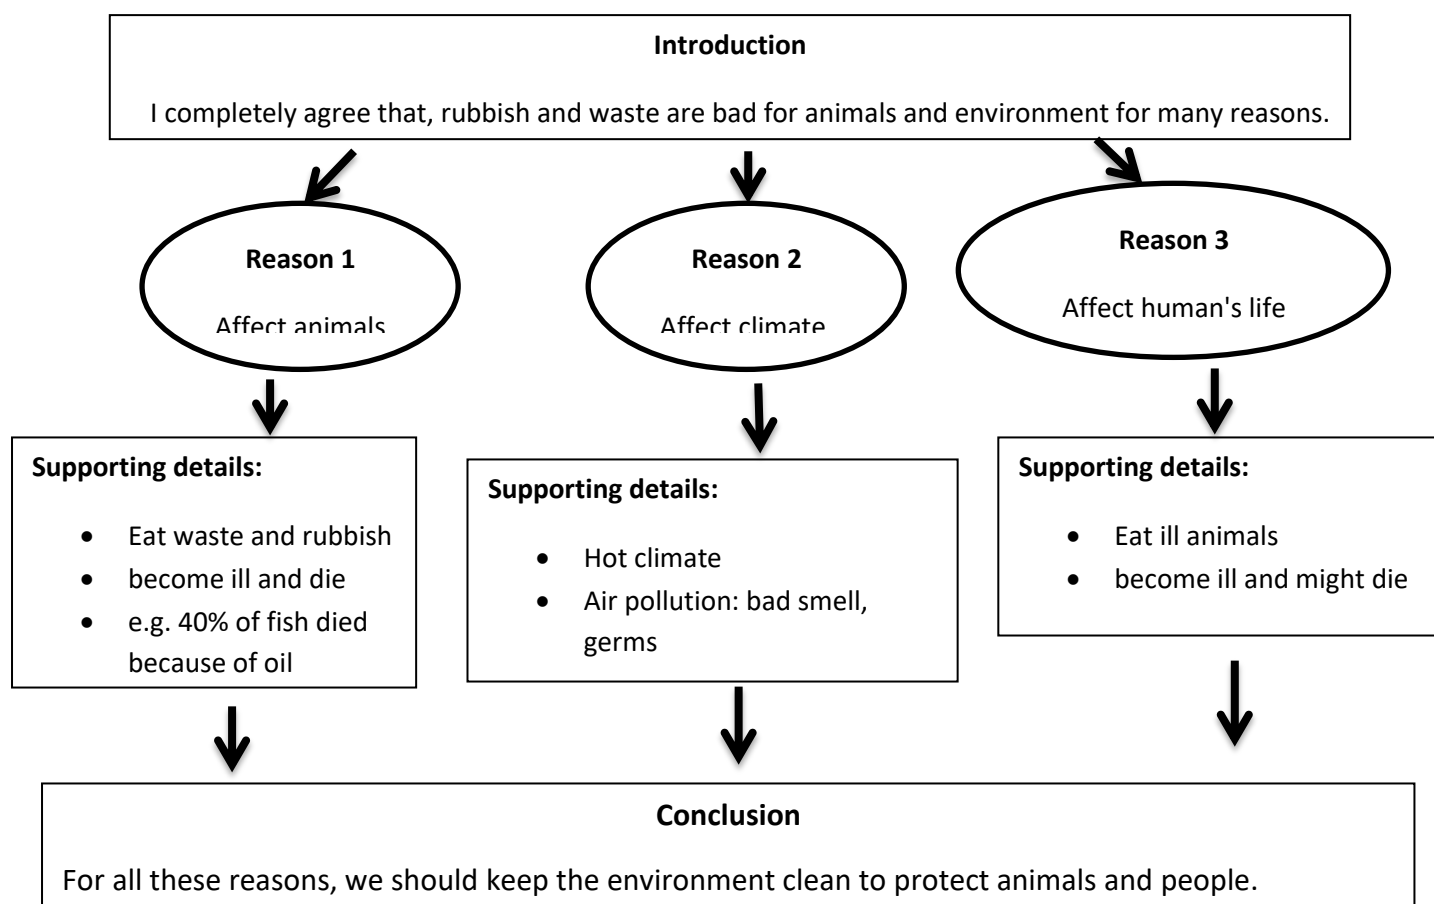 Introduction
I completely agree that, rubbish and waste are bad for animals and environment for many reasons.
Reason 1
Affect animals
Reason 2
Affect climate
Reason 3
Affect human's life
Supporting details:
• Eat waste and rubbish
• become ill and die
• e.g. 40% of fish died
because of oil
Supporting details:
• Hot climate
• Air pollution: bad smell,
germs
Supporting details:
• Eat ill animals
• become ill and might die
Conclusion
For all these reasons, we should keep the environment clean to protect animals and people.